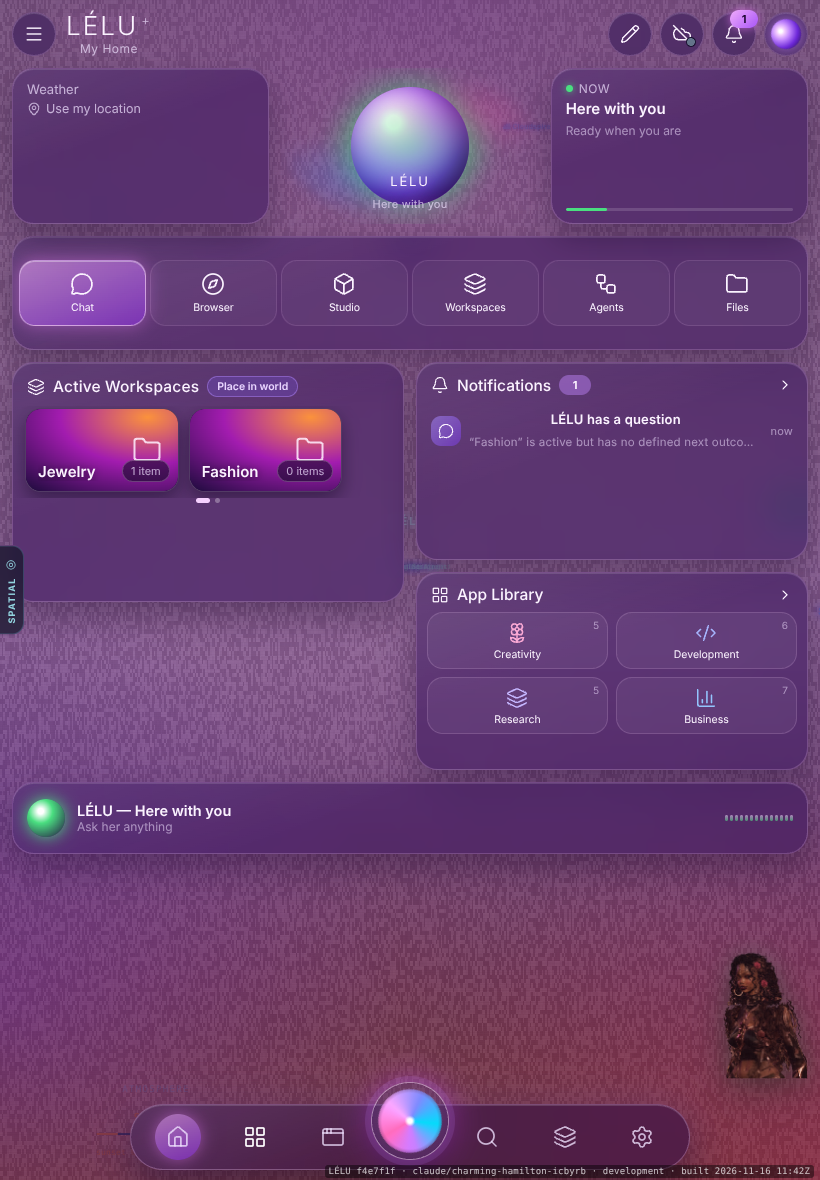 LÉLU +
My Home
1
Weather
Use my location
LÉLU
Here with you
NOW
Here with you
Ready when you are
Chat
Browser
Studio
Workspaces
Agents
Files
Active Workspaces
Place in world
Jewelry
1 item
Fashion
0 items
Notifications
1
LÉLU has a question
“Fashion” is active but has no defined next outco…
now
SPATIAL
App Library
5
Creativity
6
Development
5
Research
7
Business
LÉLU — Here with you
Ask her anything
LÉLU f4e7f1f · claude/charming-hamilton-icbyrb · development · built 2026-11-16 11:42Z